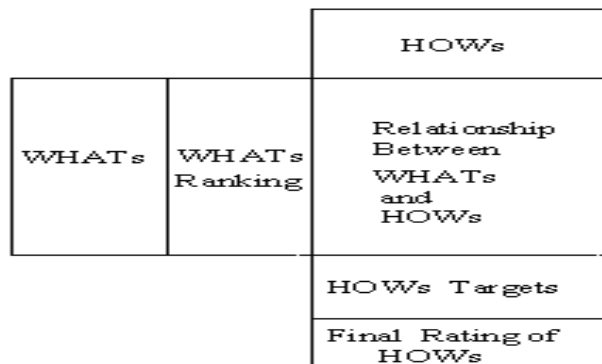 HOWs
WHATs
WHATs
Ranking
Relationship
Between
WHATs
and
HOWs
HOWs Targets
Final Rating of
HOWs